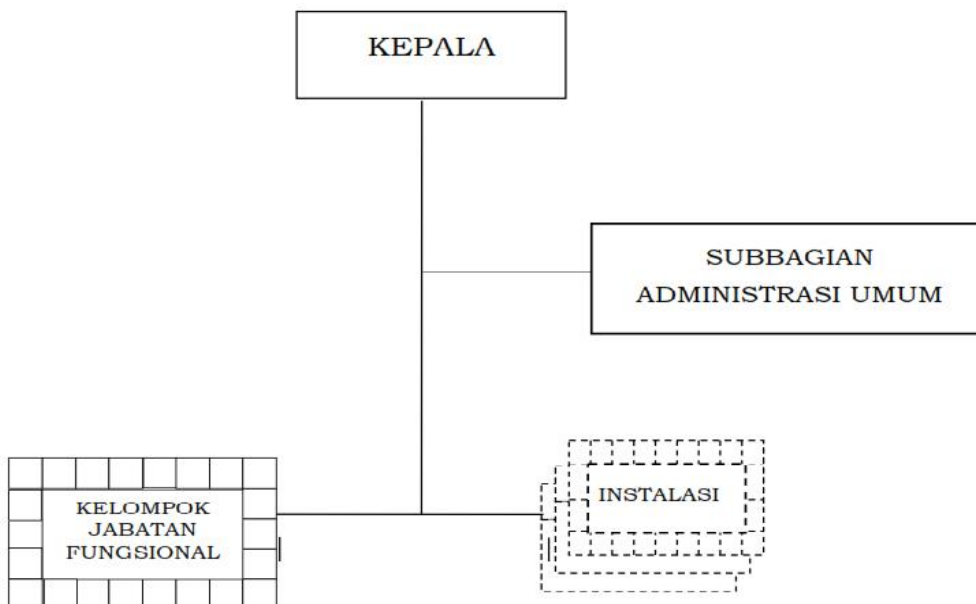 KEPALA
SUBBAGIAN
ADMINISTRASI UMUM
KELOMPOK
JABATAN
FUNGSIONAL
INSTALASI